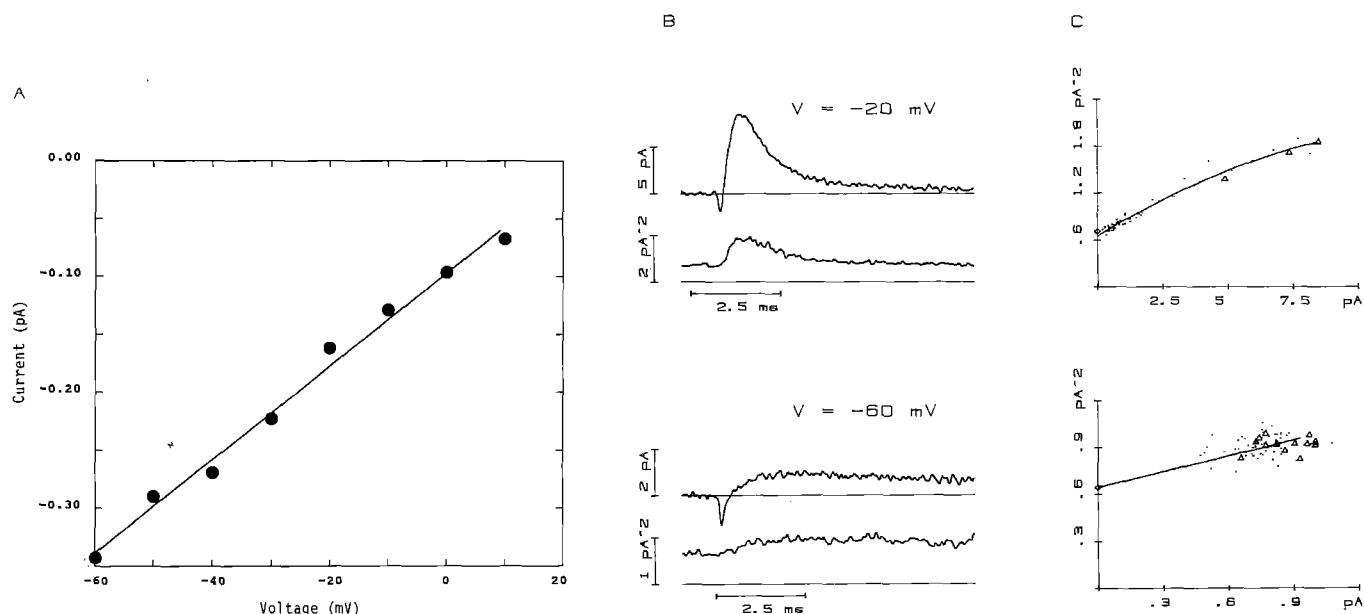 A
0.00
-0.10
-0.20
-0.30
Current (pA)
-60
-40
-20
0
20
Voltage (mV)
B
V = -20 mV
5 pA
2 pA^2
2.5 ms
V = -60 mV
2 pA
1 pA^2
2.5 ms
C
pA^2
1.8
1.2
.6
2.5
5
7.5
pA
pA^2
.9
.6
.3
.3
.6
.9
pA